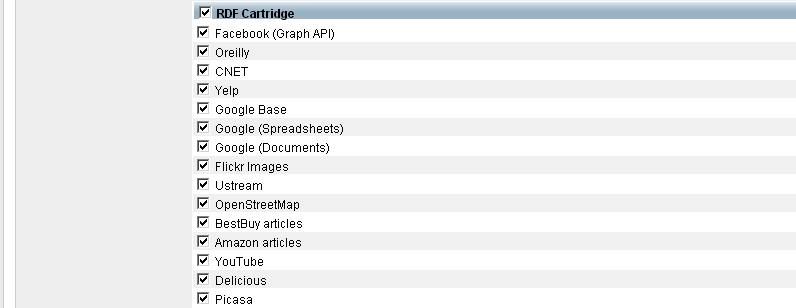 RDF Cartridge
Facebook (Graph API)
Oreilly
CNET
Yelp
Google Base
Google (Spreadsheets)
Google (Documents)
Flickr Images
Ustream
OpenStreetMap
BestBuy articles
Amazon articles
YouTube
Delicious
Picasa